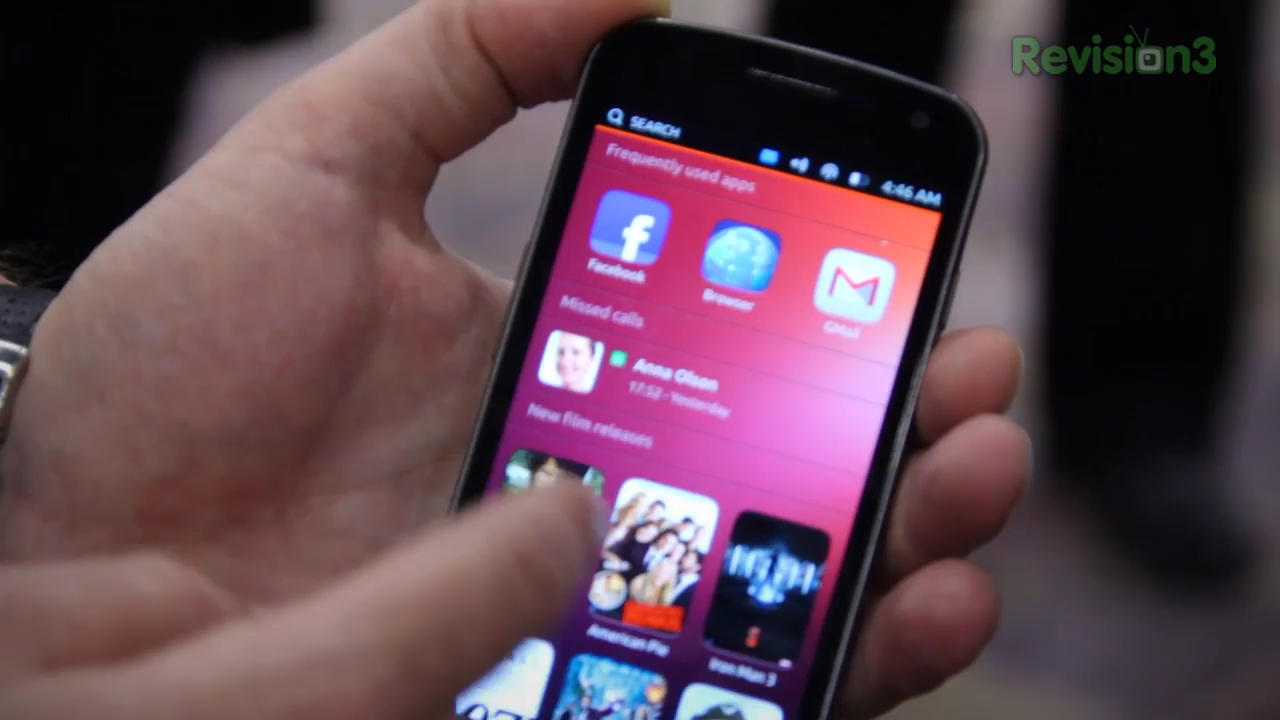 Revision3
SEARCH
4:46 AM
Frequently used apps
Facebook
Browser
GMail
Missed calls
Anna Olson
17:52 - Yesterday
New film releases
American Pie
Iron Man 3